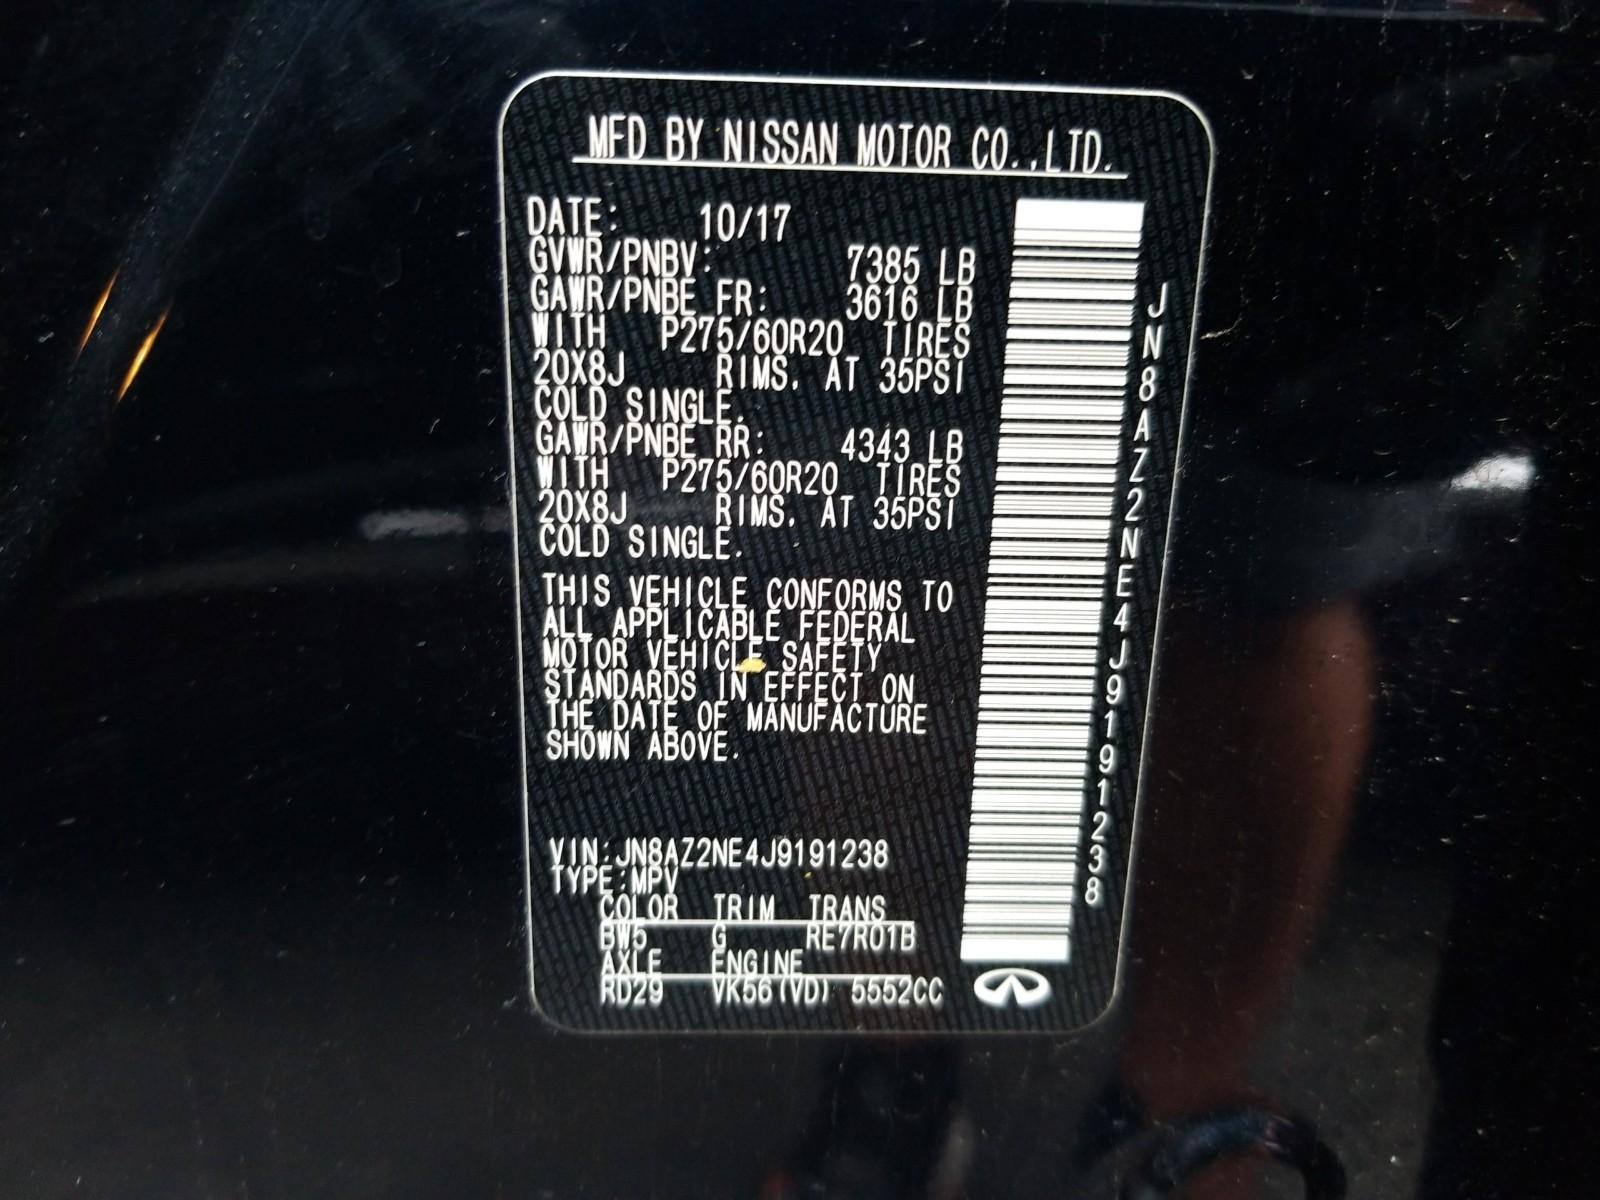 MFD BY NISSAN MOTOR CO.,LTD.
DATE: 10/17
GVWR/PNBV: 7385 LB
GAWR/PNBE FR: 3616 LB
WITH P275/60R20 TIRES
20X8J RIMS. AT 35PSI
COLD SINGLE.
GAWR/PNBE RR: 4343 LB
WITH P275/60R20 TIRES
20X8J RIMS. AT 35PSI
COLD SINGLE.
THIS VEHICLE CONFORMS TO
ALL APPLICABLE FEDERAL
MOTOR VEHICLE SAFETY
STANDARDS IN EFFECT ON
THE DATE OF MANUFACTURE
SHOWN ABOVE.
VIN:JN8AZ2NE4J9191238
TYPE:MPV
COLOR TRIM TRANS
BW5 G RE7R01B
AXLE ENGINE
RD29 VK56(VD) 5552CC
JN8AZ2NE4J9191238